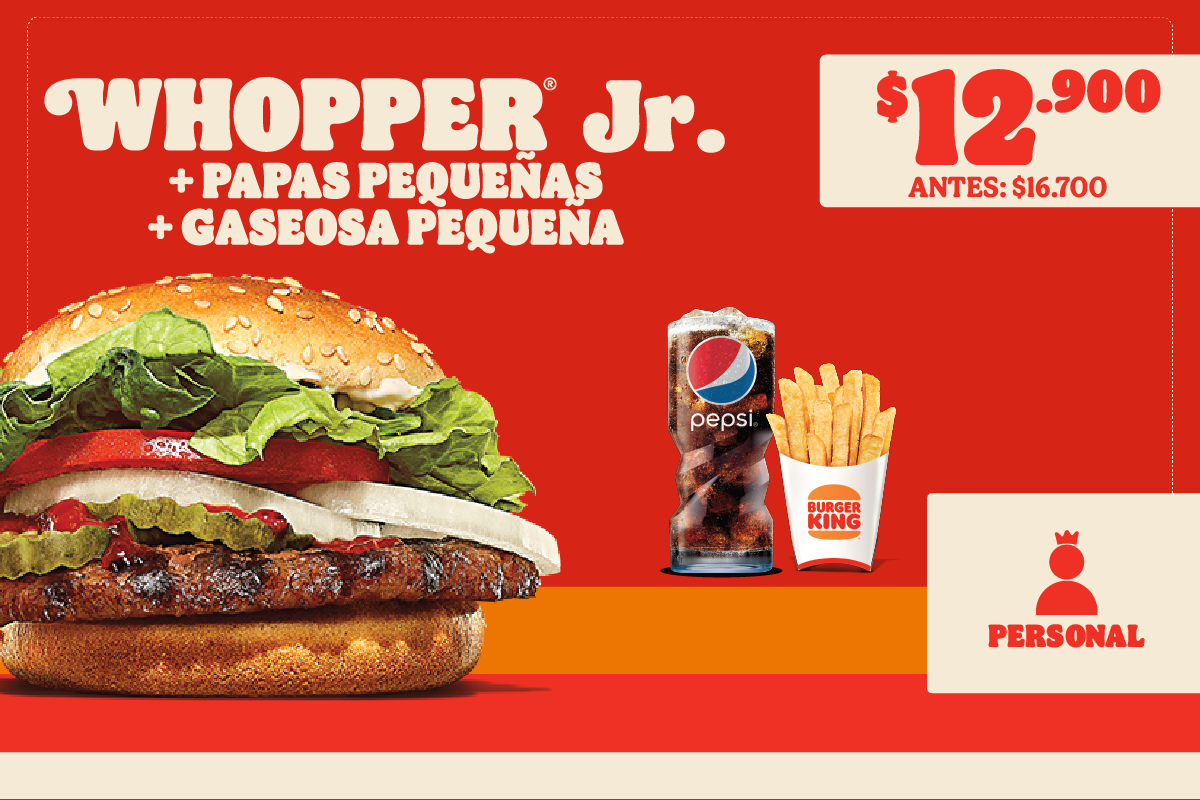 WHOPPER® Jr.
+ PAPAS PEQUEÑAS
+ GASEOSA PEQUEÑA
$12.900
ANTES: $16.700
pepsi
BURGER
KING
PERSONAL